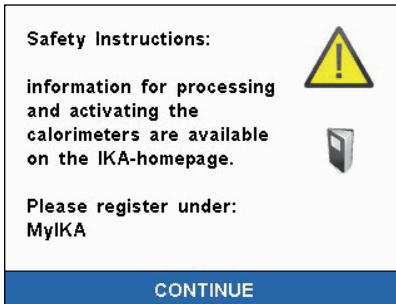 Safety Instructions:
information for processing
and activating the
calorimeters are available
on the IKA-homepage.
Please register under:
MyIKA
CONTINUE